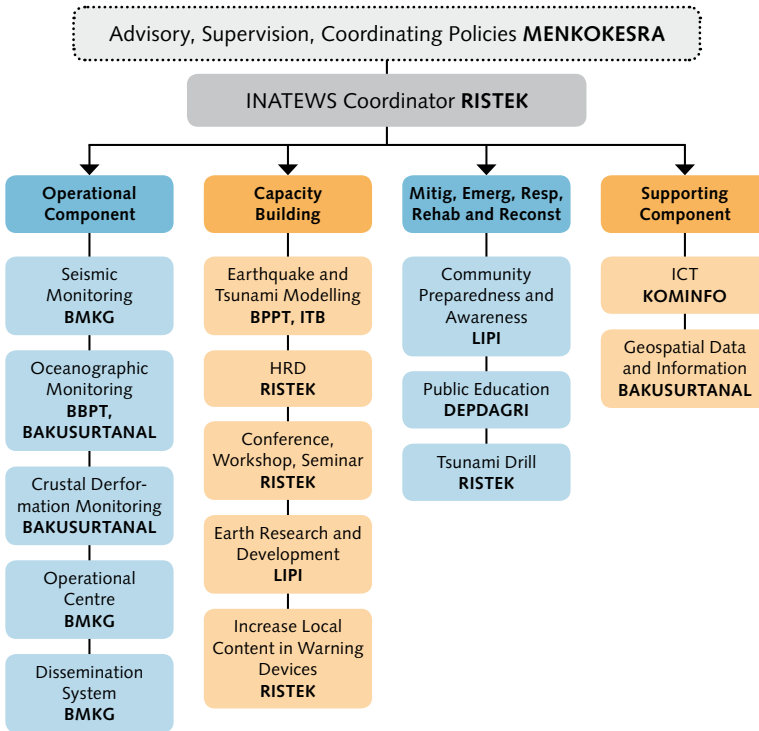 Advisory, Supervision, Coordinating Policies MENKOKESRA
INATEWS Coordinator RISTEK
Operational
Component
Seismic
Monitoring
BMKG
Oceanographic
Monitoring
BBPT,
BAKUSURTANAL
Crustal Derfor-
mation Monitoring
BAKUSURTANAL
Operational
Centre
BMKG
Dissemination
System
BMKG
Capacity
Building
Earthquake and
Tsunami Modelling
BPPT, ITB
HRD
RISTEK
Conference,
Workshop, Seminar
RISTEK
Earth Research and
Development
LIPI
Increase Local
Content in Warning
Devices
RISTEK
Mitig, Emerg, Resp,
Rehab and Reconst
Community
Preparedness and
Awareness
LIPI
Public Education
DEPDAGRI
Tsunami Drill
RISTEK
Supporting
Component
ICT
KOMINFO
Geospatial Data
and Information
BAKUSURTANAL